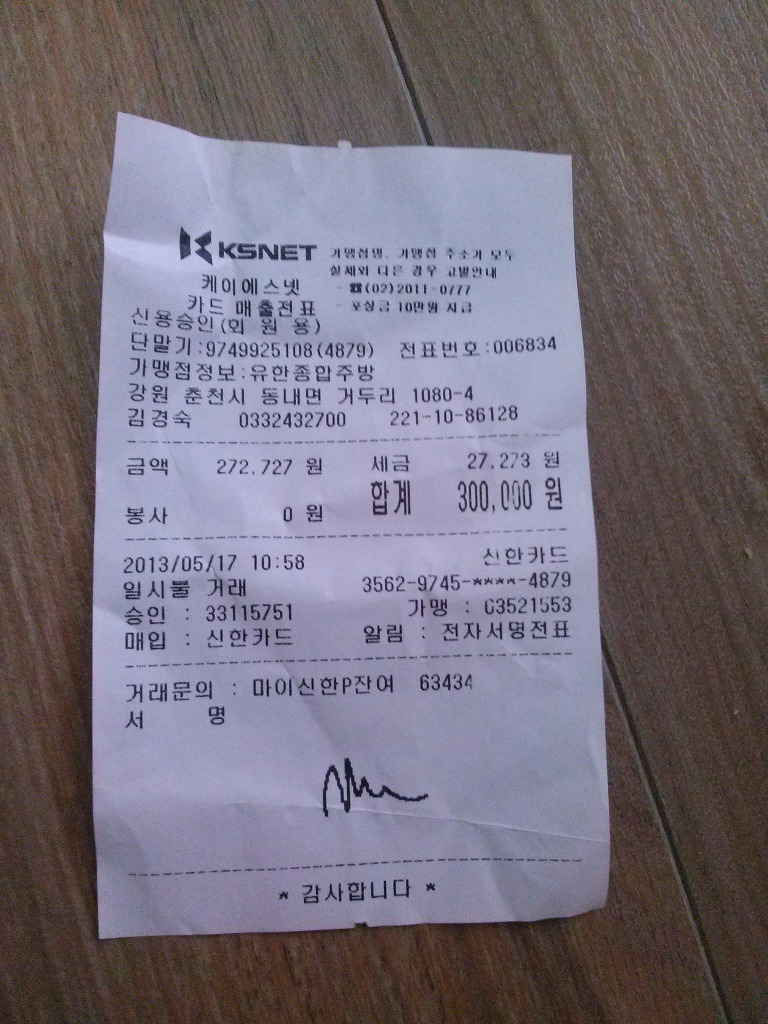 KSNET
가맹점명, 가맹점 주소가 모두
실제와 다른 경우 고발안내
케이에스넷 - ☎(02)2011-0777
카드 매출전표 - 포상금 10만원 지급
신용승인(회 원 용)
단말기:9749925108(4879) 전표번호:006834
가맹점정보:유한종합주방
강원 춘천시 동내면 거두리 1080-4
김경숙 0332432700 221-10-86128
금액 272,727 원 세금 27,273 원
합계 300,000 원
봉사 0 원
2013/05/17 10:58 신한카드
일시불 거래 3562-9745-****-4879
승인 : 33115751 가맹 : 63521553
매입 : 신한카드 알림 : 전자서명전표
거래문의 : 마이신한P잔여 63434
서 명
* 감사합니다 *